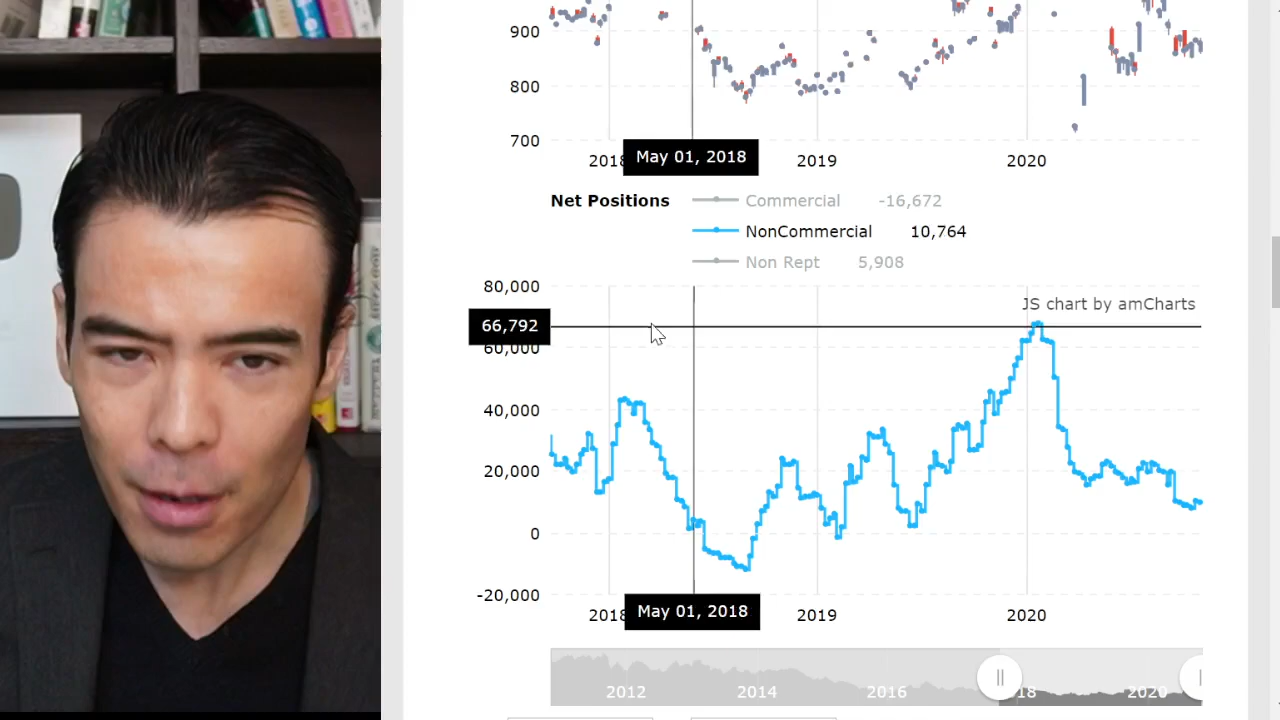 900
800
700
2018 May 01, 2018 2019 2020
Net Positions Commercial -16,672
NonCommercial 10,764
Non Rept 5,908
80,000
JS chart by amCharts
66,792
60,000
40,000
20,000
0
-20,000
2018 May 01, 2018 2019 2020
2012 2014 2016 18 2020